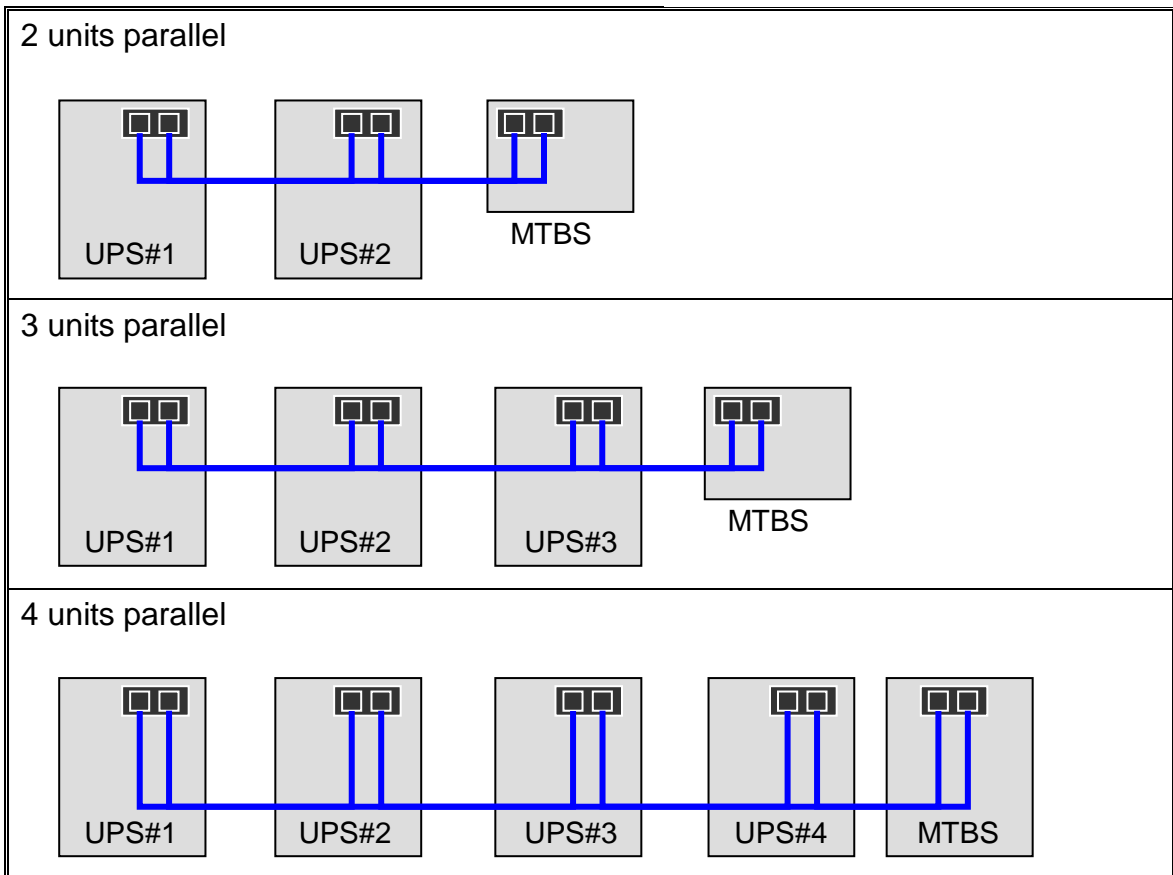 2 units parallel
UPS#1
UPS#2
MTBS
3 units parallel
UPS#1
UPS#2
UPS#3
MTBS
4 units parallel
UPS#1
UPS#2
UPS#3
UPS#4
MTBS